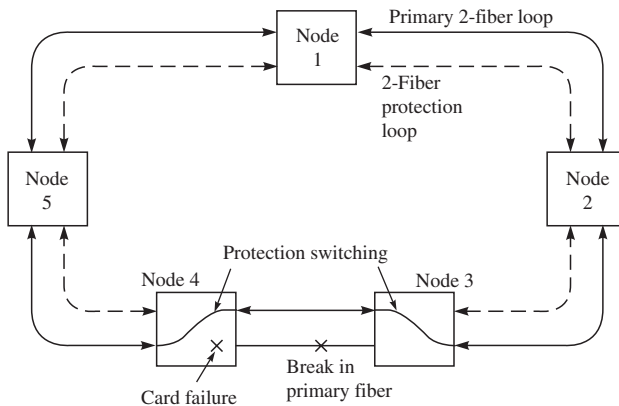 Node
1
Primary 2-fiber loop
2-Fiber
protection
loop
Node
5
Node
2
Protection switching
Node 4
Node 3
Break in
primary fiber
Card failure